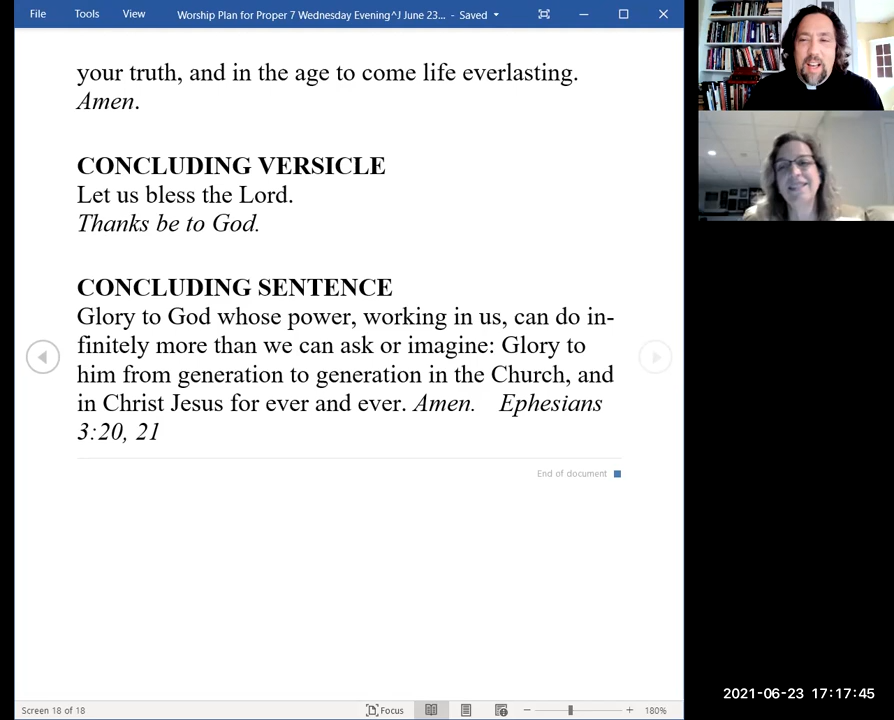 File Tools View Worship Plan for Proper 7 Wednesday Evening^J June 23... - Saved
your truth, and in the age to come life everlasting.
Amen.
CONCLUDING VERSICLE
Let us bless the Lord.
Thanks be to God.
CONCLUDING SENTENCE
Glory to God whose power, working in us, can do in-
finitely more than we can ask or imagine: Glory to
him from generation to generation in the Church, and
in Christ Jesus for ever and ever. Amen. Ephesians
3:20, 21
End of document
2021-06-23 17:17:45
Screen 18 of 18 Focus 180%